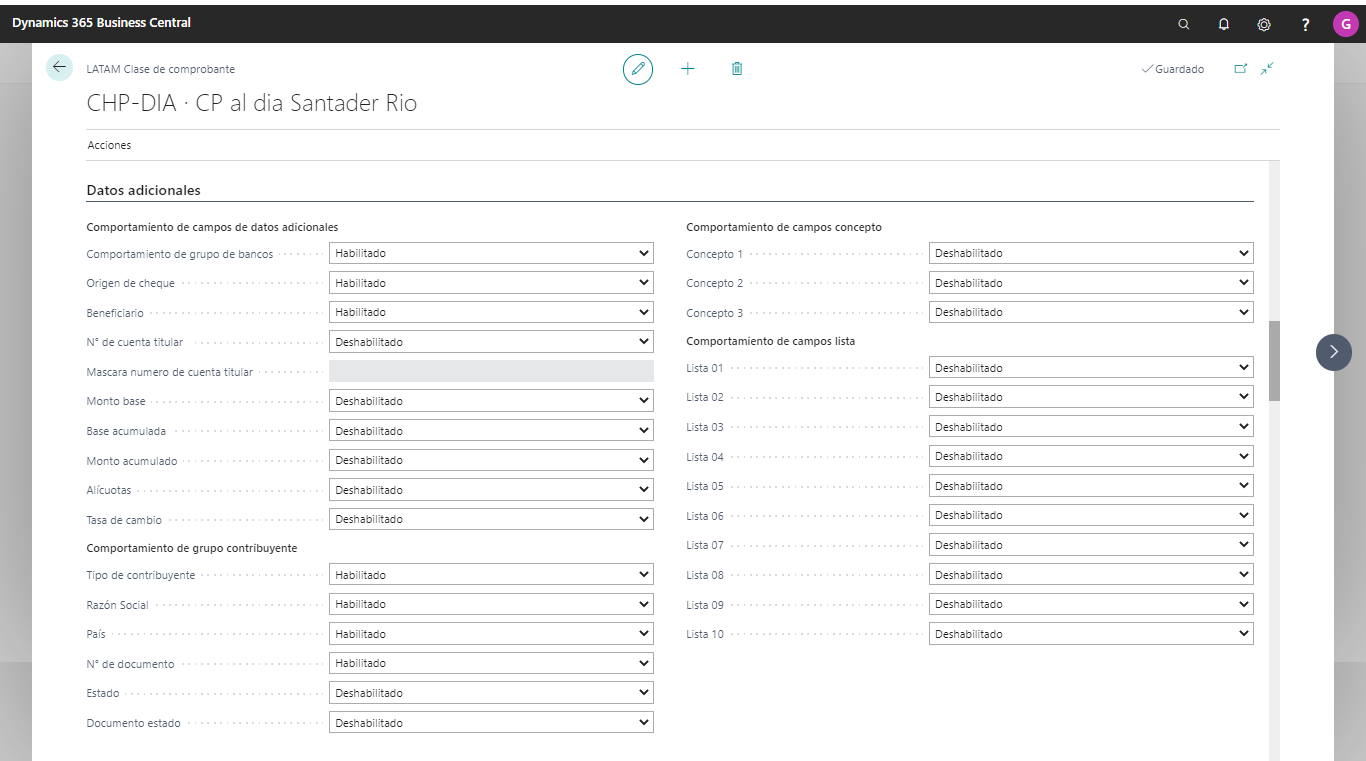 Dynamics 365 Business Central
?
G
LATAM Clase de comprobante
Guardado
CHP-DIA · CP al dia Santader Rio
Acciones
Datos adicionales
Comportamiento de campos de datos adicionales
Comportamiento de grupo de bancos Habilitado
Origen de cheque Habilitado
Beneficiario Habilitado
N° de cuenta titular Deshabilitado
Mascara numero de cuenta titular
Monto base Deshabilitado
Base acumulada Deshabilitado
Monto acumulado Deshabilitado
Alícuotas Deshabilitado
Tasa de cambio Deshabilitado
Comportamiento de grupo contribuyente
Tipo de contribuyente Habilitado
Razón Social Habilitado
País Habilitado
N° de documento Habilitado
Estado Deshabilitado
Documento estado Deshabilitado
Comportamiento de campos concepto
Concepto 1 Deshabilitado
Concepto 2 Deshabilitado
Concepto 3 Deshabilitado
Comportamiento de campos lista
Lista 01 Deshabilitado
Lista 02 Deshabilitado
Lista 03 Deshabilitado
Lista 04 Deshabilitado
Lista 05 Deshabilitado
Lista 06 Deshabilitado
Lista 07 Deshabilitado
Lista 08 Deshabilitado
Lista 09 Deshabilitado
Lista 10 Deshabilitado